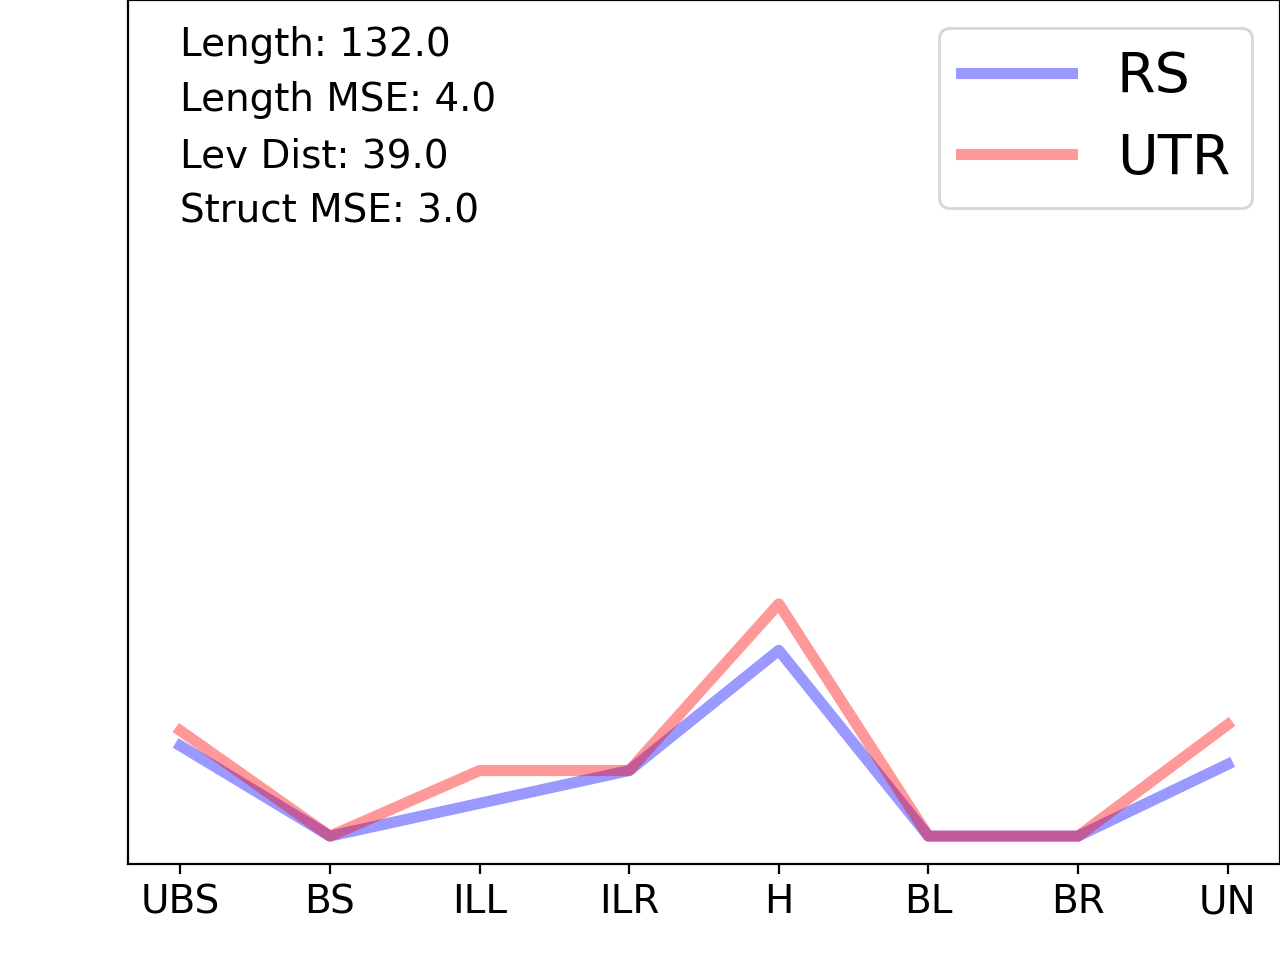 Length: 132.0
Length MSE: 4.0
Lev Dist: 39.0
Struct MSE: 3.0
RS
UTR
UBS BS ILL ILR H BL BR UN